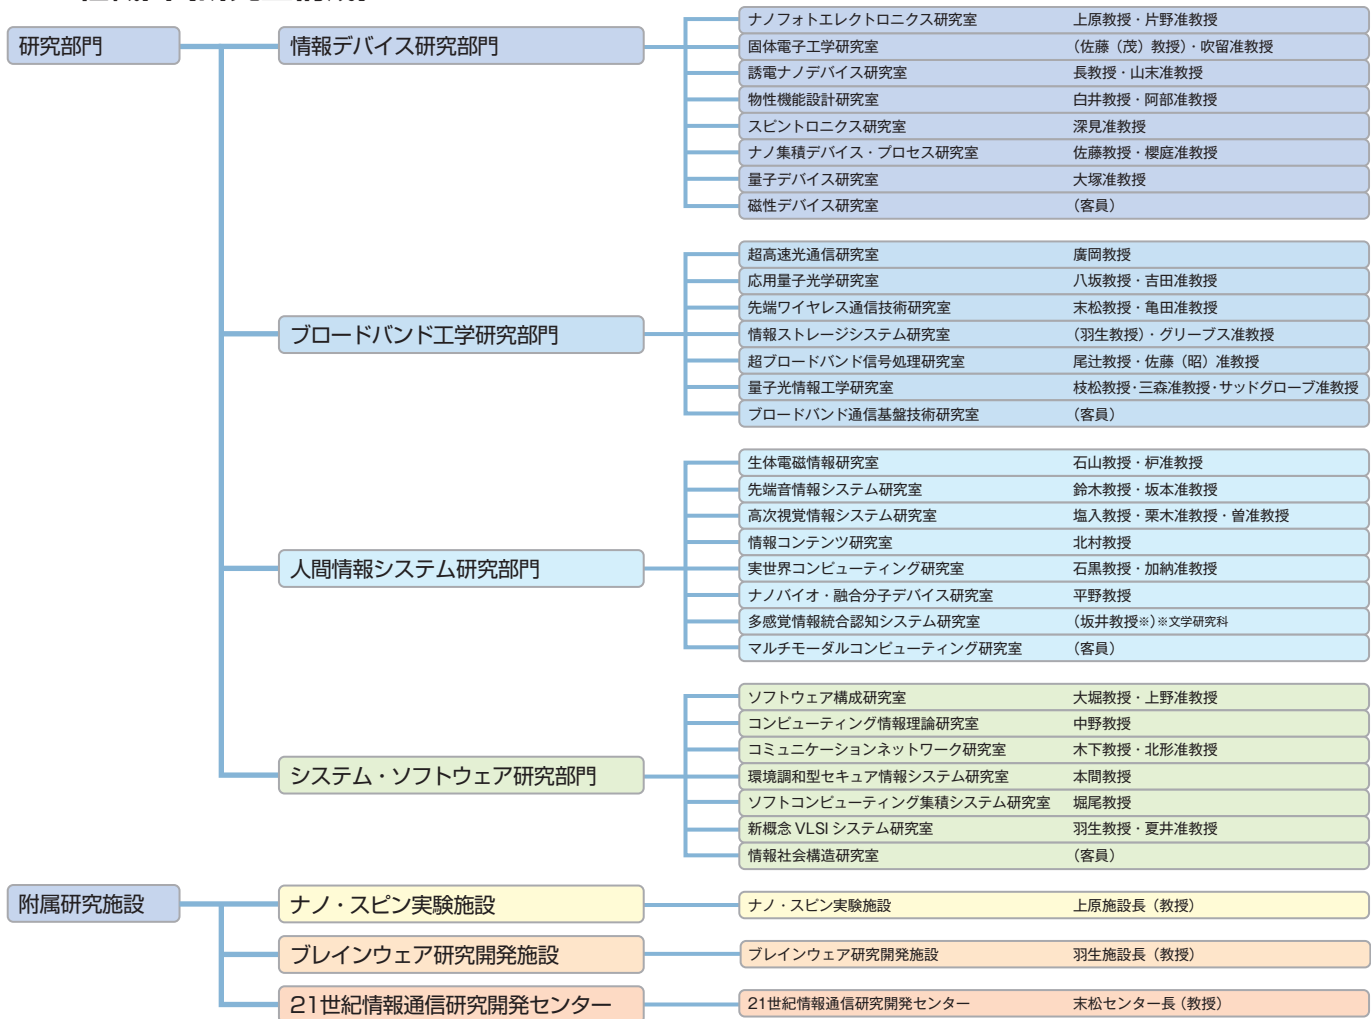 研究部門
情報デバイス研究部門
ナノフォトエレクトロニクス研究室 上原教授・片野准教授
固体電子工学研究室 (佐藤（茂）教授)・吹留准教授
誘電ナノデバイス研究室 長教授・山末准教授
物性機能設計研究室 白井教授・阿部准教授
スピントロニクス研究室 深見准教授
ナノ集積デバイス・プロセス研究室 佐藤教授・櫻庭准教授
量子デバイス研究室 大塚准教授
磁性デバイス研究室 (客員)
ブロードバンド工学研究部門
超高速光通信研究室 廣岡教授
応用量子光学研究室 八坂教授・吉田准教授
先端ワイヤレス通信技術研究室 末松教授・亀田准教授
情報ストレージシステム研究室 (羽生教授)・グリーブス准教授
超ブロードバンド信号処理研究室 尾辻教授・佐藤（昭）准教授
量子光情報工学研究室 枝松教授・三森准教授・サッドグローブ准教授
ブロードバンド通信基盤技術研究室 (客員)
人間情報システム研究部門
生体電磁情報研究室 石山教授・枦准教授
先端音情報システム研究室 鈴木教授・坂本准教授
高次視覚情報システム研究室 塩入教授・栗木准教授・曽准教授
情報コンテンツ研究室 北村教授
実世界コンピューティング研究室 石黒教授・加納准教授
ナノバイオ・融合分子デバイス研究室 平野教授
多感覚情報統合認知システム研究室 (坂井教授※)※文学研究科
マルチモーダルコンピューティング研究室 (客員)
システム・ソフトウェア研究部門
ソフトウェア構成研究室 大堀教授・上野准教授
コンピューティング情報理論研究室 中野教授
コミュニケーションネットワーク研究室 木下教授・北形准教授
環境調和型セキュア情報システム研究室 本間教授
ソフトコンピューティング集積システム研究室 堀尾教授
新概念 VLSI システム研究室 羽生教授・夏井准教授
情報社会構造研究室 (客員)
附属研究施設
ナノ・スピン実験施設
ナノ・スピン実験施設 上原施設長（教授）
ブレインウェア研究開発施設
ブレインウェア研究開発施設 羽生施設長（教授）
21世紀情報通信研究開発センター
21世紀情報通信研究開発センター 末松センター長（教授）